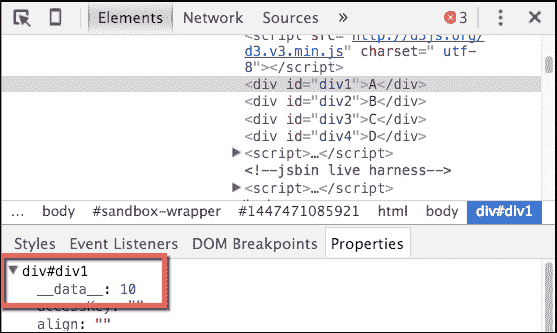 Elements Network Sources » 3
<script src="http://d3js.org/
d3.v3.min.js" charset=" utf-
8"></script>
<div id="div1">A</div>
<div id="div2">B</div>
<div id="div3">C</div>
<div id="div4">D</div>
▶<script>…</script>
<!--jsbin live harness-->
▶<script>…</script>
... body #sandbox-wrapper #1447471085921 html body div#div1
Styles Event Listeners DOM Breakpoints Properties
▼ div#div1
__data__: 10
accessKey: ""
align: ""